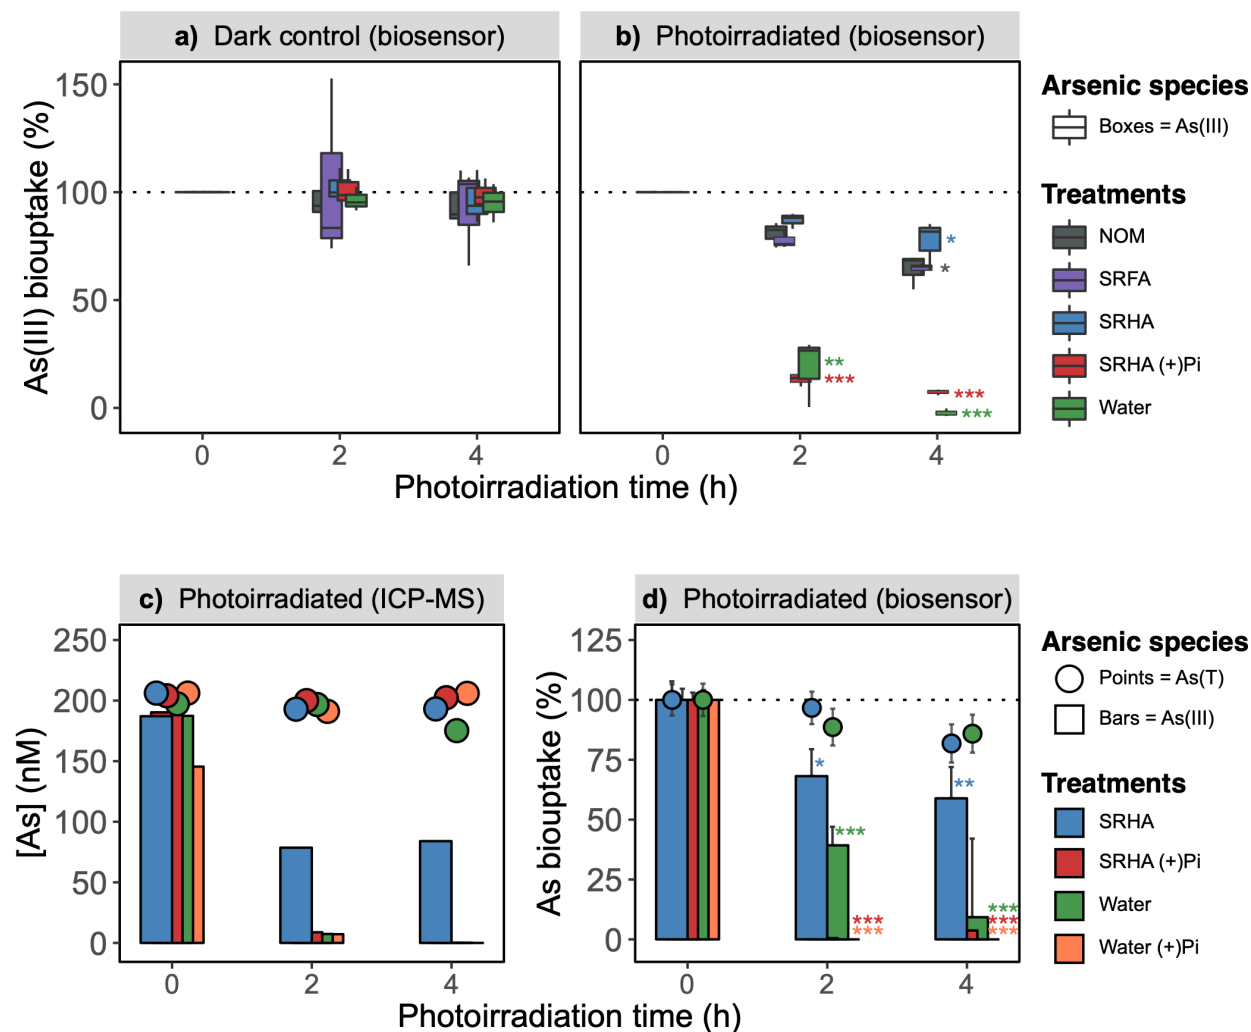 a) Dark control (biosensor)
b) Photoirradiated (biosensor)
As(III) biouptake (%)
150
100
50
0
0
2
4
0
2
4
*
*
**
***
***
***
Photoirradiation time (h)
Arsenic species
Boxes = As(III)
Treatments
NOM
SRFA
SRHA
SRHA (+)Pi
Water
c) Photoirradiated (ICP-MS)
d) Photoirradiated (biosensor)
[As] (nM)
250
200
150
100
50
0
0
2
4
As biouptake (%)
125
100
75
50
25
0
0
2
4
*
***
***
***
**
***
***
***
Photoirradiation time (h)
Arsenic species
Points = As(T)
Bars = As(III)
Treatments
SRHA
SRHA (+)Pi
Water
Water (+)Pi